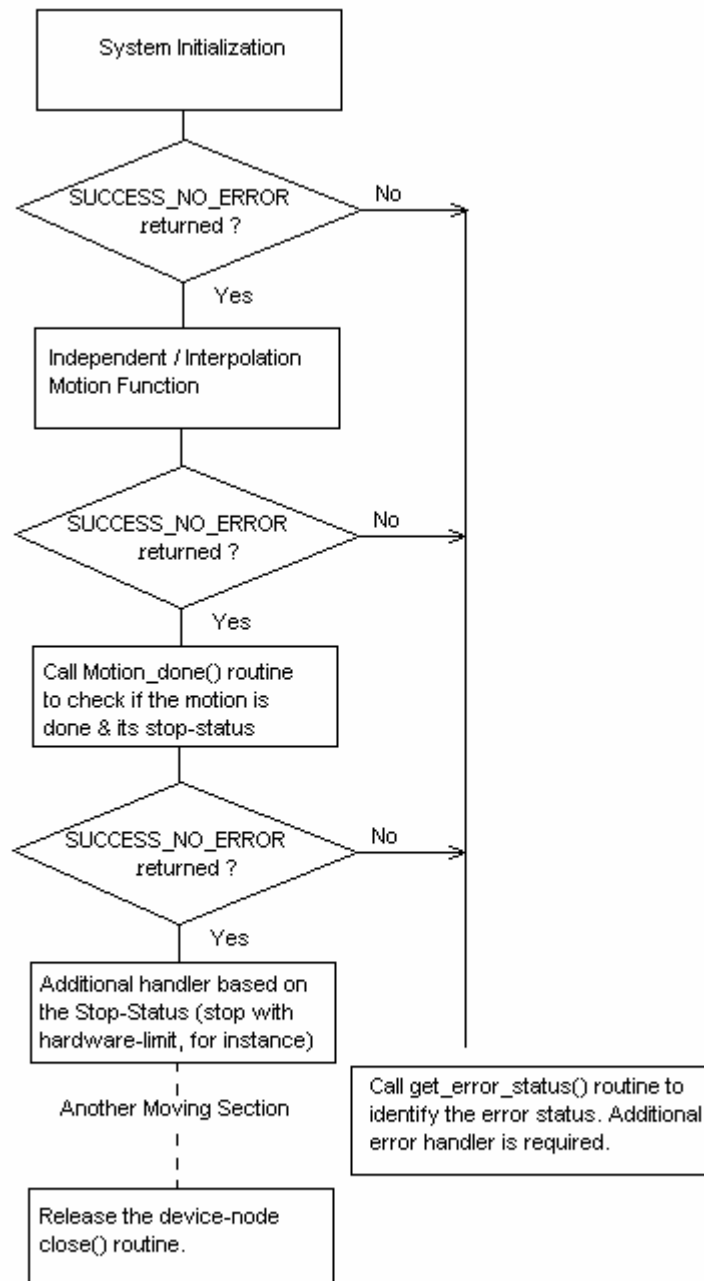 System Initialization
SUCCESS_NO_ERROR
returned ?
No
Yes
Independent / Interpolation
Motion Function
SUCCESS_NO_ERROR
returned ?
No
Yes
Call Motion_done() routine
to check if the motion is
done & its stop-status
SUCCESS_NO_ERROR
returned ?
No
Yes
Additional handler based on
the Stop-Status (stop with
hardware-limit, for instance)
Another Moving Section
Call get_error_status() routine to
identify the error status. Additional
error handler is required.
Release the device-node
close() routine.